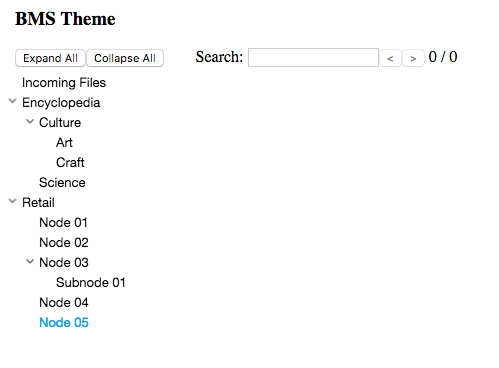 BMS Theme
Expand All Collapse All Search: < > 0 / 0
Incoming Files
Encyclopedia
Culture
Art
Craft
Science
Retail
Node 01
Node 02
Node 03
Subnode 01
Node 04
Node 05